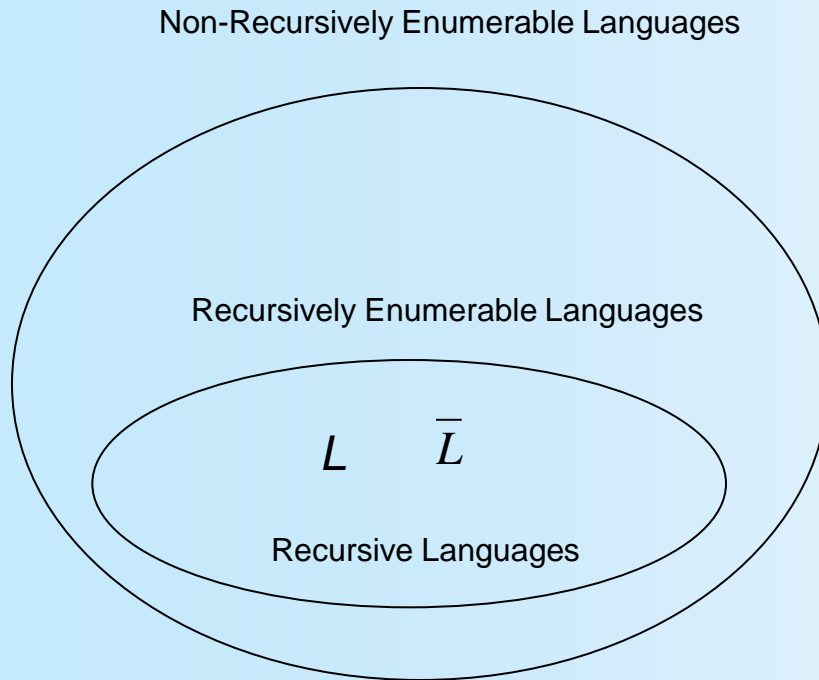 Non-Recursively Enumerable Languages
Recursively Enumerable Languages
L L̅
Recursive Languages